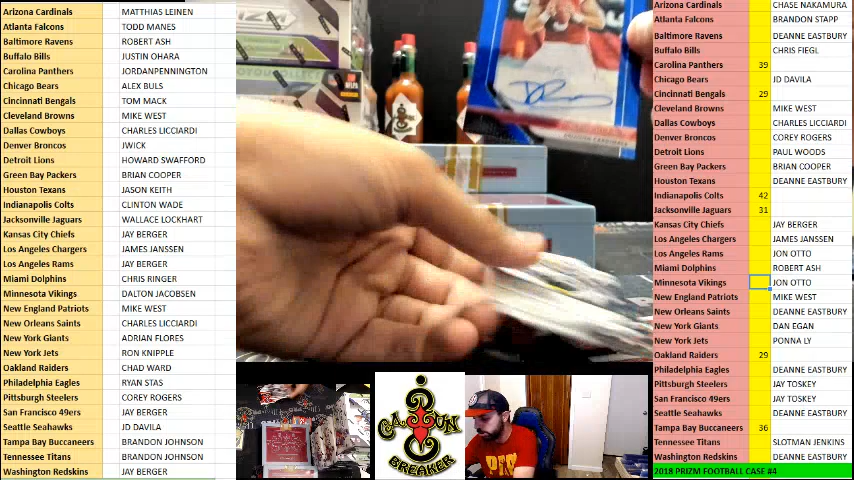 Arizona Cardinals MATTHIAS LEINEN
Atlanta Falcons TODD MANES
Baltimore Ravens ROBERT ASH
Buffalo Bills JUSTIN OHARA
Carolina Panthers JORDANPENNINGTON
Chicago Bears ALEX BULS
Cincinnati Bengals TOM MACK
Cleveland Browns MIKE WEST
Dallas Cowboys CHARLES LICCIARDI
Denver Broncos JWICK
Detroit Lions HOWARD SWAFFORD
Green Bay Packers BRIAN COOPER
Houston Texans JASON KEITH
Indianapolis Colts CLINTON WADE
Jacksonville Jaguars WALLACE LOCKHART
Kansas City Chiefs JAY BERGER
Los Angeles Chargers JAMES JANSSEN
Los Angeles Rams JAY BERGER
Miami Dolphins CHRIS RINGER
Minnesota Vikings DALTON JACOBSEN
New England Patriots MIKE WEST
New Orleans Saints CHARLES LICCIARDI
New York Giants ADRIAN FLORES
New York Jets RON KNIPPLE
Oakland Raiders CHAD WARD
Philadelphia Eagles RYAN STAS
Pittsburgh Steelers COREY ROGERS
San Francisco 49ers JAY BERGER
Seattle Seahawks JD DAVILA
Tampa Bay Buccaneers BRANDON JOHNSON
Tennessee Titans BRANDON JOHNSON
Washington Redskins JAY BERGER
CAJUN
BREAKER
Arizona Cardinals CHASE NAKAMURA
Atlanta Falcons BRANDON STAPP
Baltimore Ravens DEANNE EASTBURY
Buffalo Bills CHRIS FIEGL
Carolina Panthers 39
Chicago Bears JD DAVILA
Cincinnati Bengals 29
Cleveland Browns MIKE WEST
Dallas Cowboys CHARLES LICCIARDI
Denver Broncos COREY ROGERS
Detroit Lions PAUL WOODS
Green Bay Packers BRIAN COOPER
Houston Texans DEANNE EASTBURY
Indianapolis Colts 42
Jacksonville Jaguars 31
Kansas City Chiefs JAY BERGER
Los Angeles Chargers JAMES JANSSEN
Los Angeles Rams JON OTTO
Miami Dolphins ROBERT ASH
Minnesota Vikings JON OTTO
New England Patriots MIKE WEST
New Orleans Saints DEANNE EASTBURY
New York Giants DAN EGAN
New York Jets PONNA LY
Oakland Raiders 29
Philadelphia Eagles DEANNE EASTBURY
Pittsburgh Steelers JAY TOSKEY
San Francisco 49ers JAY TOSKEY
Seattle Seahawks DEANNE EASTBURY
Tampa Bay Buccaneers 36
Tennessee Titans SLOTMAN JENKINS
Washington Redskins DEANNE EASTBURY
2018 PRIZM FOOTBALL CASE #4